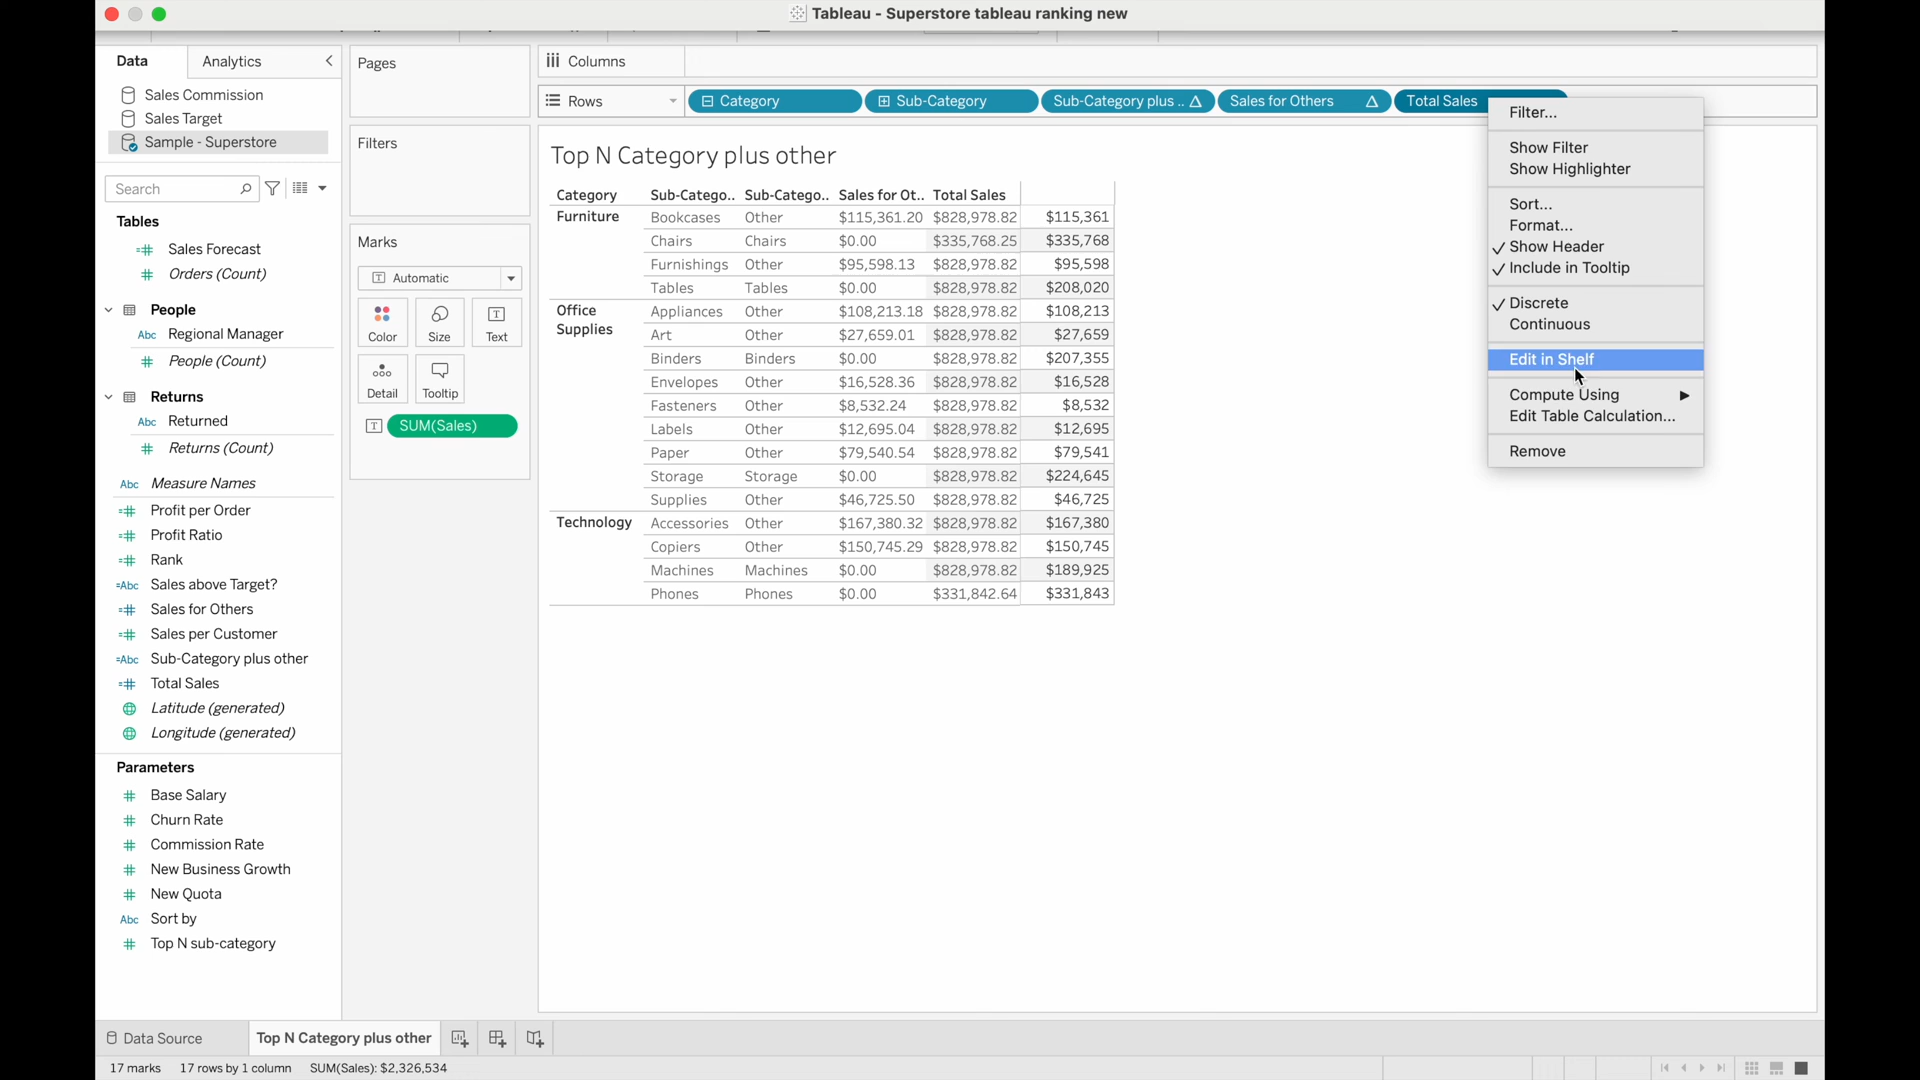 Tableau - Superstore tableau ranking new
Data
Analytics
Sales Commission
Sales Target
Sample - Superstore
Search
Tables
Sales Forecast
Orders (Count)
People
Abc Regional Manager
People (Count)
Returns
Abc Returned
Returns (Count)
Abc Measure Names
Profit per Order
Profit Ratio
Rank
=Abc Sales above Target?
Sales for Others
Sales per Customer
=Abc Sub-Category plus other
Total Sales
Latitude (generated)
Longitude (generated)
Parameters
Base Salary
Churn Rate
Commission Rate
New Business Growth
New Quota
Abc Sort by
Top N sub-category
Pages
Filters
Marks
Automatic
Color Size Text
Detail Tooltip
SUM(Sales)
Columns
Rows Category Sub-Category Sub-Category plus .. Sales for Others Total Sales
Top N Category plus other
Category Sub-Catego.. Sub-Catego.. Sales for Ot.. Total Sales
Furniture Bookcases Other $115,361.20 $828,978.82 $115,361
Chairs Chairs $0.00 $335,768.25 $335,768
Furnishings Other $95,598.13 $828,978.82 $95,598
Tables Tables $0.00 $828,978.82 $208,020
Office Supplies Appliances Other $108,213.18 $828,978.82 $108,213
Art Other $27,659.01 $828,978.82 $27,659
Binders Binders $0.00 $828,978.82 $207,355
Envelopes Other $16,528.36 $828,978.82 $16,528
Fasteners Other $8,532.24 $828,978.82 $8,532
Labels Other $12,695.04 $828,978.82 $12,695
Paper Other $79,540.54 $828,978.82 $79,541
Storage Storage $0.00 $828,978.82 $224,645
Supplies Other $46,725.50 $828,978.82 $46,725
Technology Accessories Other $167,380.32 $828,978.82 $167,380
Copiers Other $150,745.29 $828,978.82 $150,745
Machines Machines $0.00 $828,978.82 $189,925
Phones Phones $0.00 $331,842.64 $331,843
Filter...
Show Filter
Show Highlighter
Sort...
Format...
Show Header
Include in Tooltip
Discrete
Continuous
Edit in Shelf
Compute Using
Edit Table Calculation...
Remove
Data Source
Top N Category plus other
17 marks 17 rows by 1 column SUM(Sales): $2,326,534